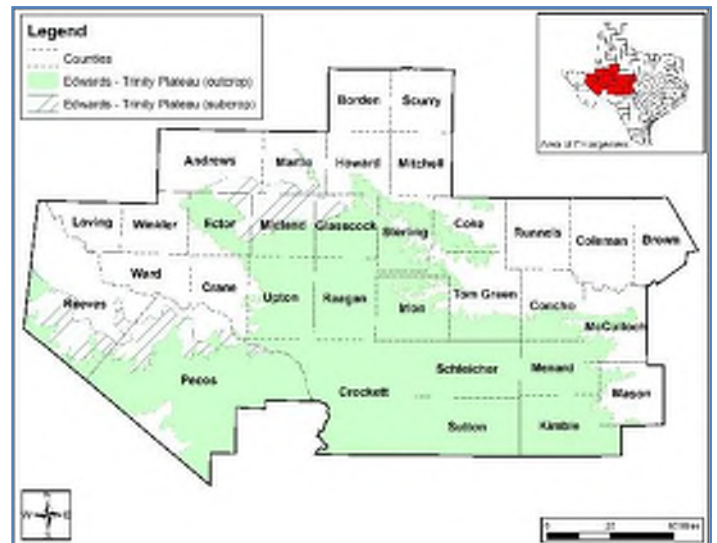 Legend
Counties
Edwards - Trinity Plateau (outcrop)
Edwards - Trinity Plateau (subcrop)
Borden Scurry
Andrews Martin Howard Mitchell
Loving Winkler Ector Midland Glasscock Sterling Coke Runnels Coleman Brown
Ward Crane Upton Reagan Irion Tom Green Concho McCulloch
Reeves
Pecos Crockett Schleicher Menard Mason
Sutton Kimble
N
W E
0